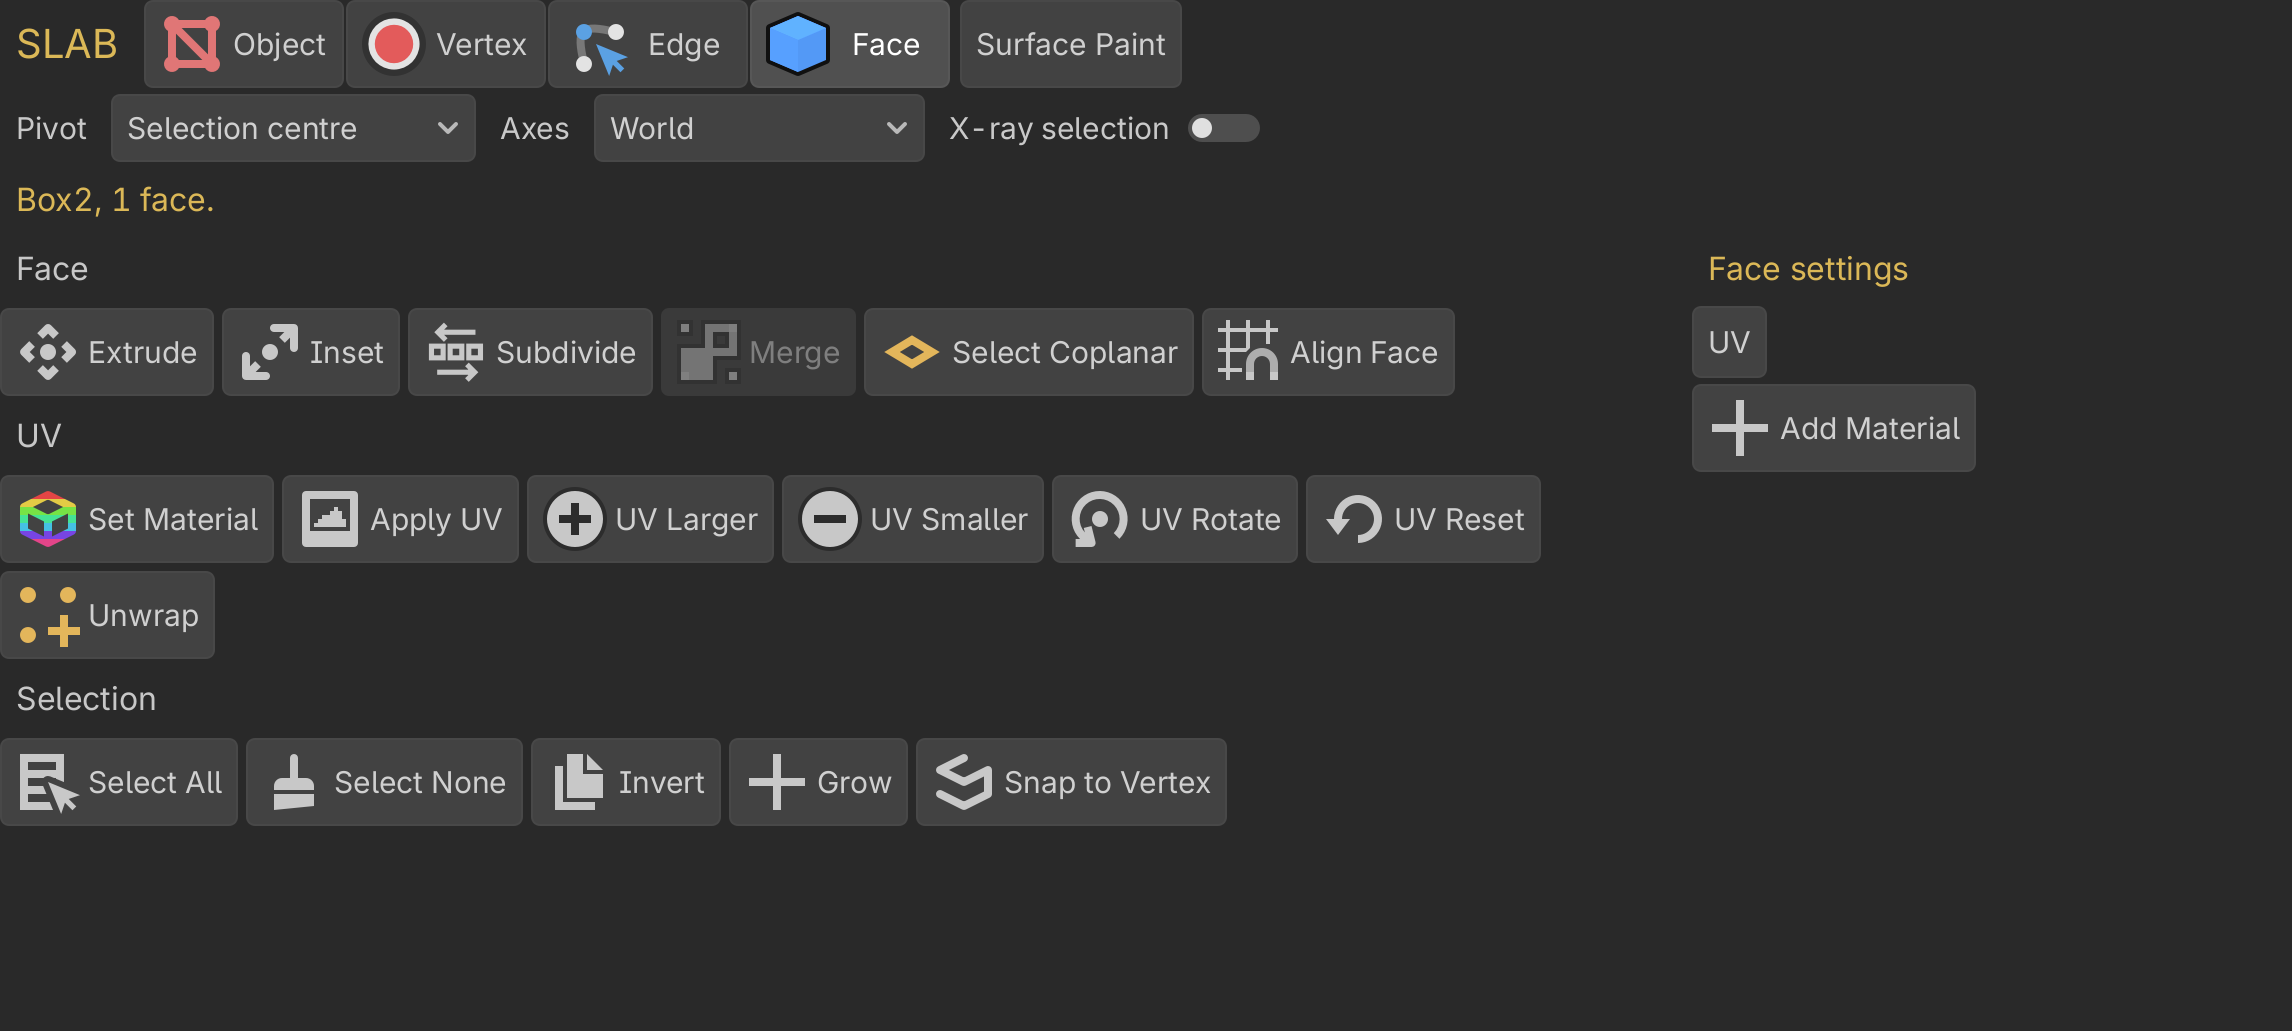 SLAB Object Vertex Edge Face Surface Paint
Pivot Selection centre Axes World X-ray selection
Box2, 1 face.
Face
Extrude Inset Subdivide Merge Select Coplanar Align Face
UV
Set Material Apply UV UV Larger UV Smaller UV Rotate UV Reset
Unwrap
Selection
Select All Select None Invert Grow Snap to Vertex
Face settings
UV
Add Material